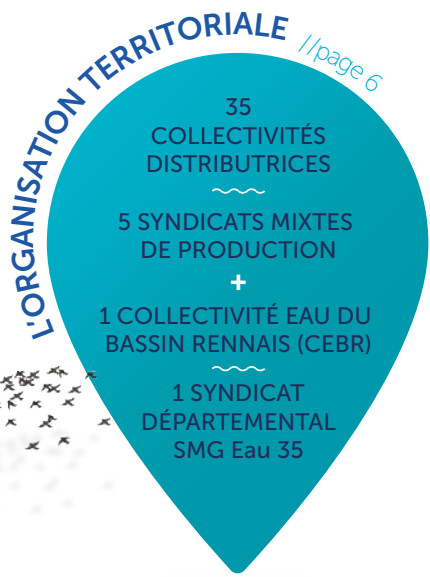 L'ORGANISATION TERRITORIALE //page 6
35
COLLECTIVITÉS
DISTRIBUTRICES
5 SYNDICATS MIXTES
DE PRODUCTION
+
1 COLLECTIVITÉ EAU DU
BASSIN RENNAIS (CEBR)
1 SYNDICAT
DÉPARTEMENTAL
SMG Eau 35